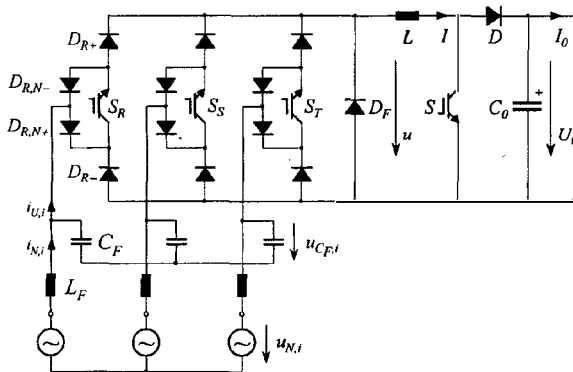 D_{R+}
L I D I_0
D_{R,N-}
D_{R,N+}
S_R S_S S_T
D_F u S C_0 + U_0
D_{R-}
i_{U,i}
i_{N,i}
C_F u_{C_F,i}
L_F
u_{N,i}